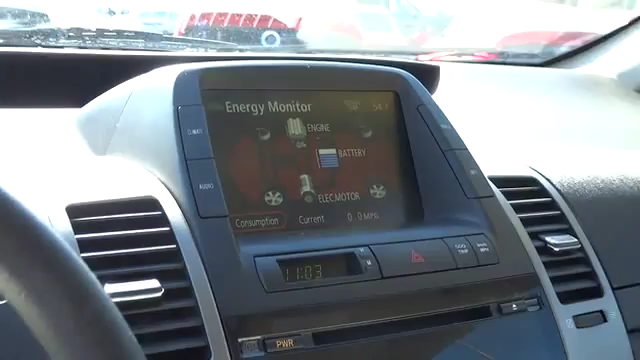 Energy Monitor
ENGINE
BATTERY
AUDIO
ELEC.MOTOR
Consumption Current 0.0 MPG
11:03
PWR